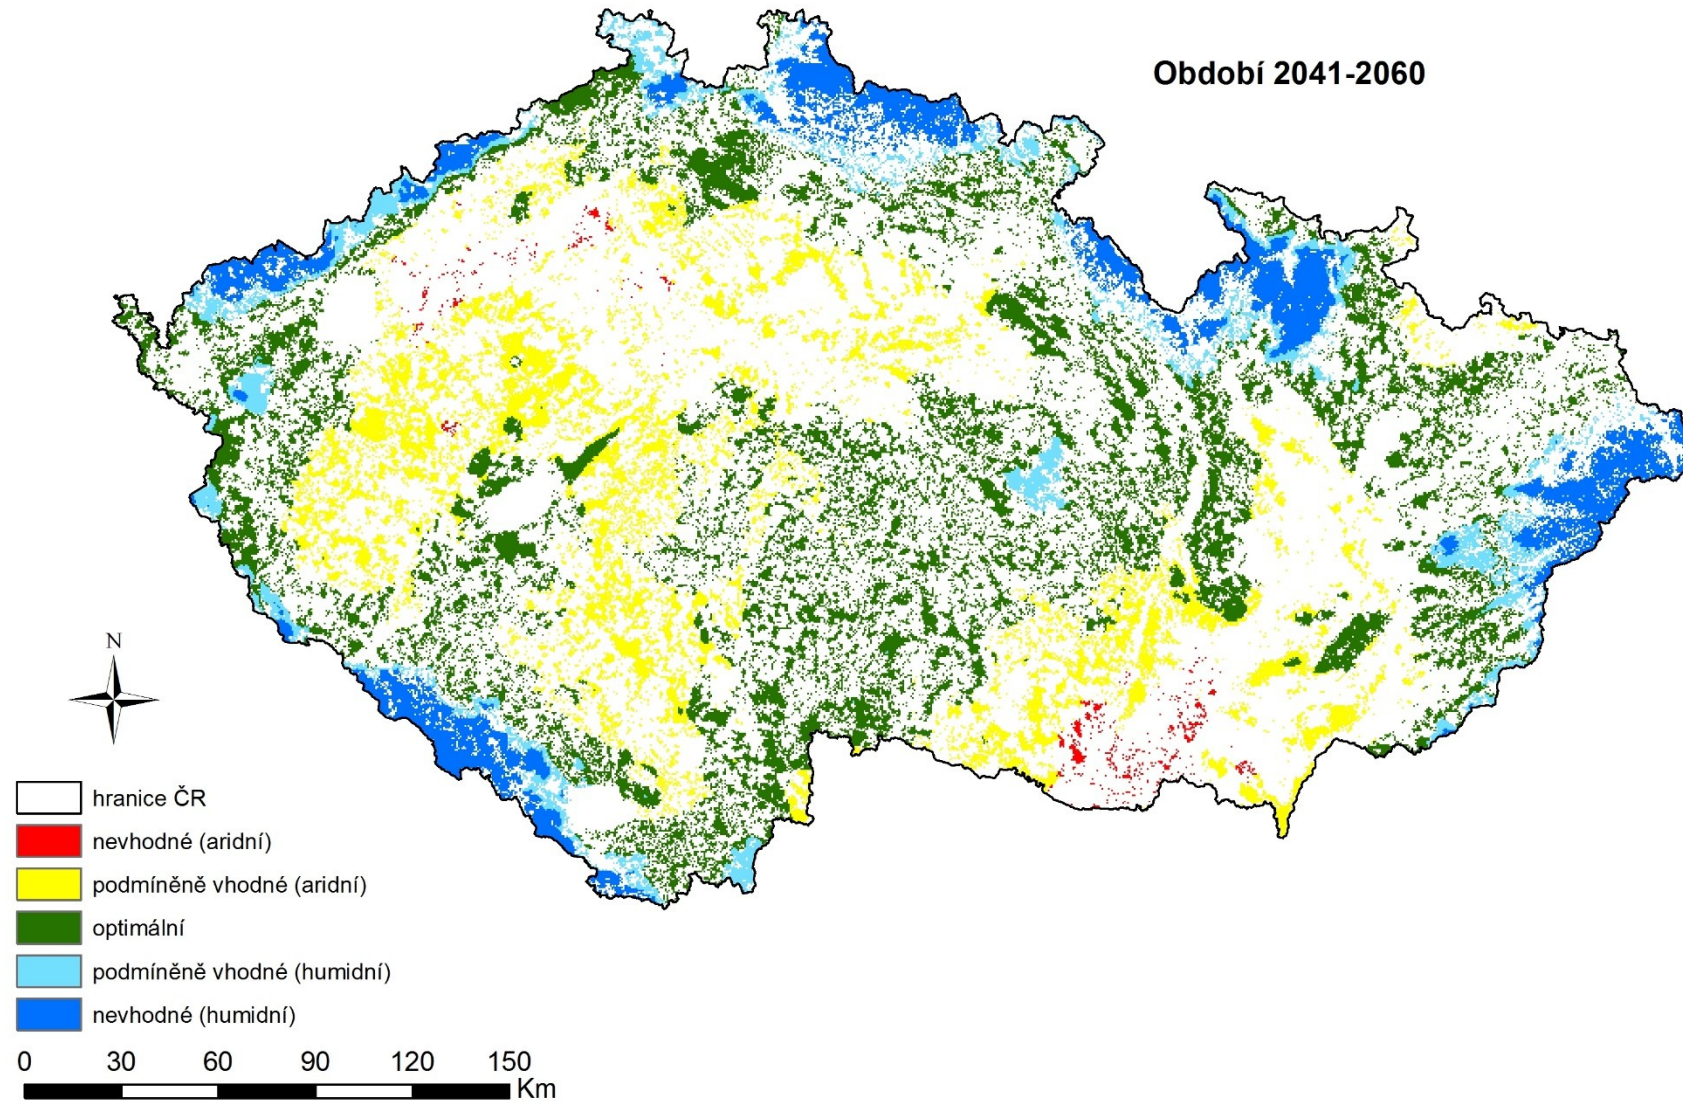 Období 2041-2060
N
hranice ČR
nevhodné (aridní)
podmíněně vhodné (aridní)
optimální
podmíněně vhodné (humidní)
nevhodné (humidní)
0 30 60 90 120 150
Km